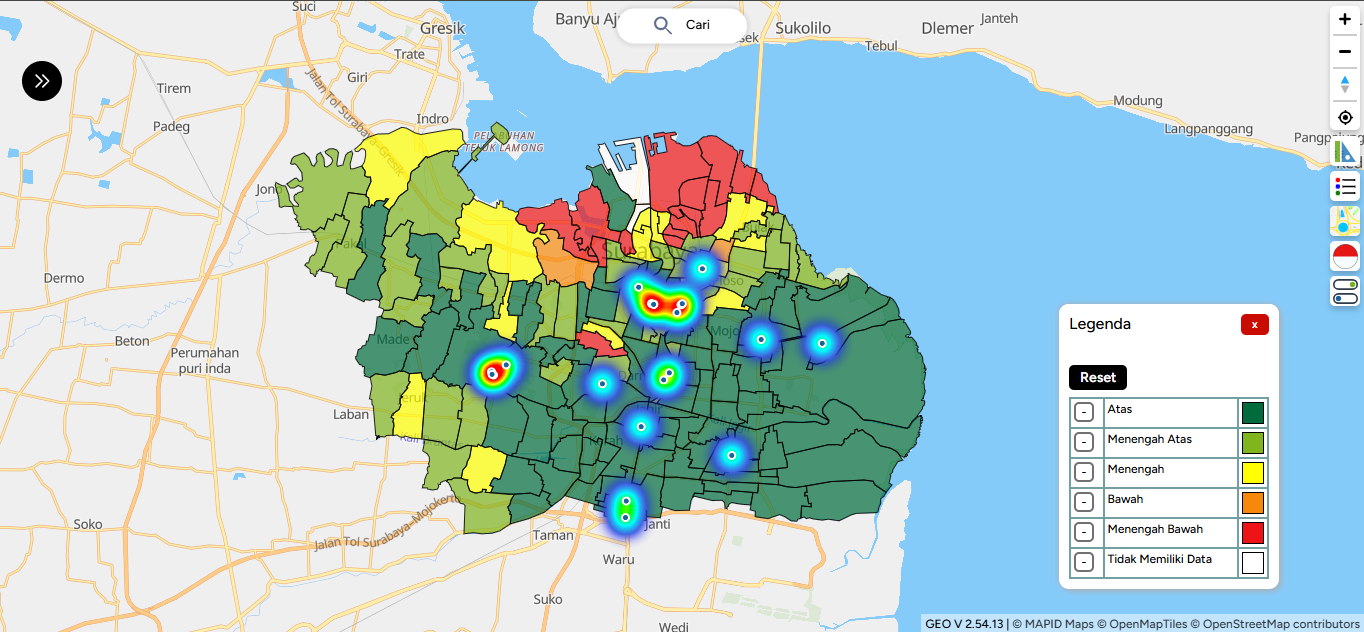 Suci
Gresik
Banyu
Cari
Sukolilo
Dlemer
Janteh
Tebul
Trate
Giri
Tirem
Jalan Tol Surabaya-Gresik
Modung
Indro
Padeg
PELABUHAN
TELUK LAMONG
Langpanggang
Surabaya
Dermo
Made
Mojo
Beton
Perumahan
puri inda
Laban
Jalan Tol Surabaya-Mojokerto
Soko
Taman
Janti
Waru
Suko
Wedi
Legenda
x
Reset
- Atas
- Menengah Atas
- Menengah
- Bawah
- Menengah Bawah
- Tidak Memiliki Data
GEO V 2.54.13 | © MAPID Maps © OpenMapTiles © OpenStreetMap contributors